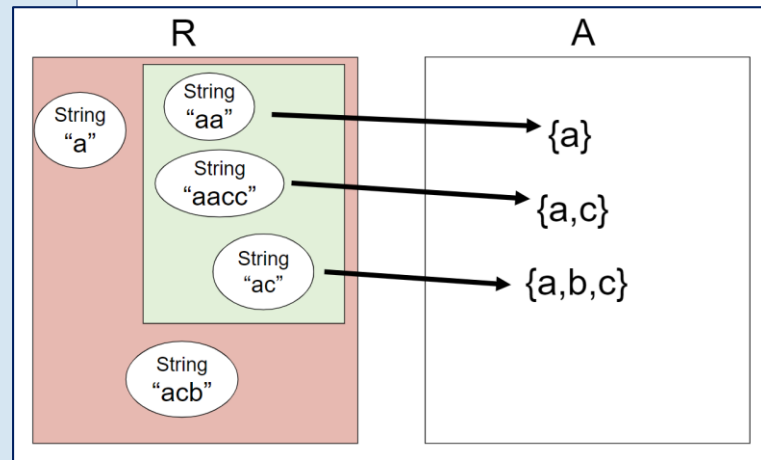 R
A
String
“a”
String
“aa”
{a}
String
“aacc”
{a,c}
String
“ac”
{a,b,c}
String
“acb”